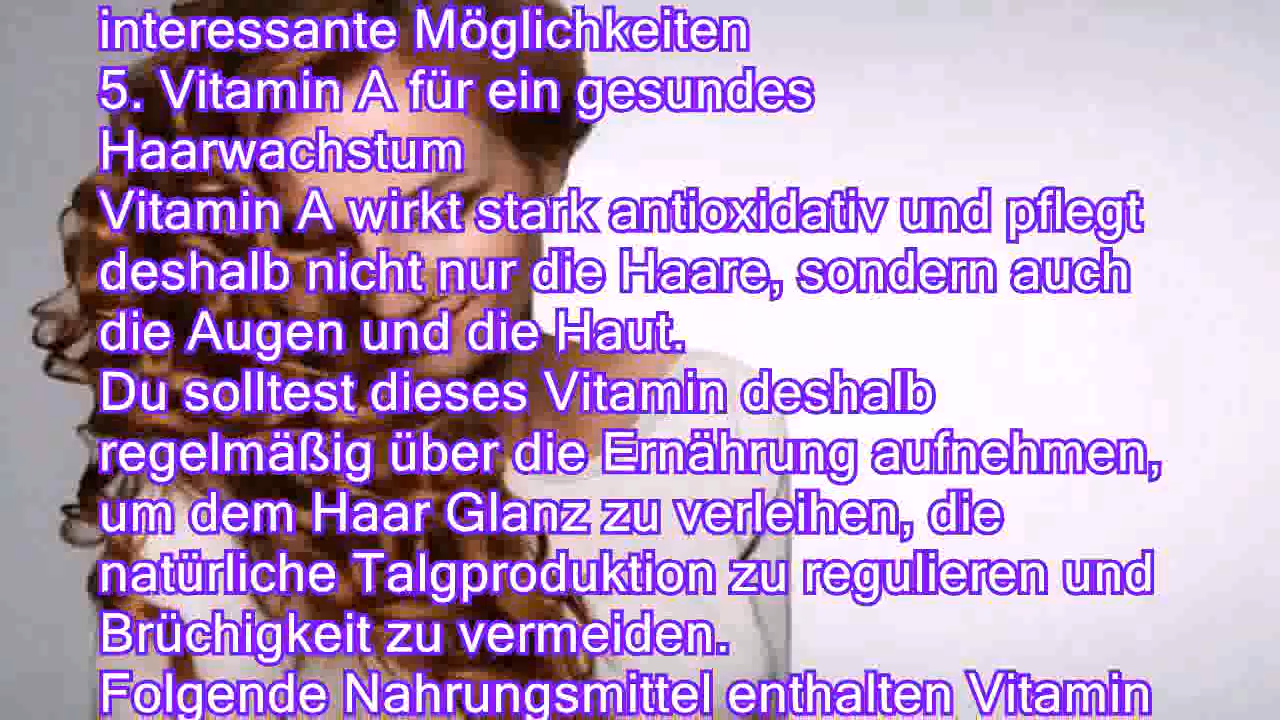 interessante Möglichkeiten
5. Vitamin A für ein gesundes
Haarwachstum
Vitamin A wirkt stark antioxidativ und pflegt
deshalb nicht nur die Haare, sondern auch
die Augen und die Haut.
Du solltest dieses Vitamin deshalb
regelmäßig über die Ernährung aufnehmen,
um dem Haar Glanz zu verleihen, die
natürliche Talgproduktion zu regulieren und
Brüchigkeit zu vermeiden.
Folgende Nahrungsmittel enthalten Vitamin